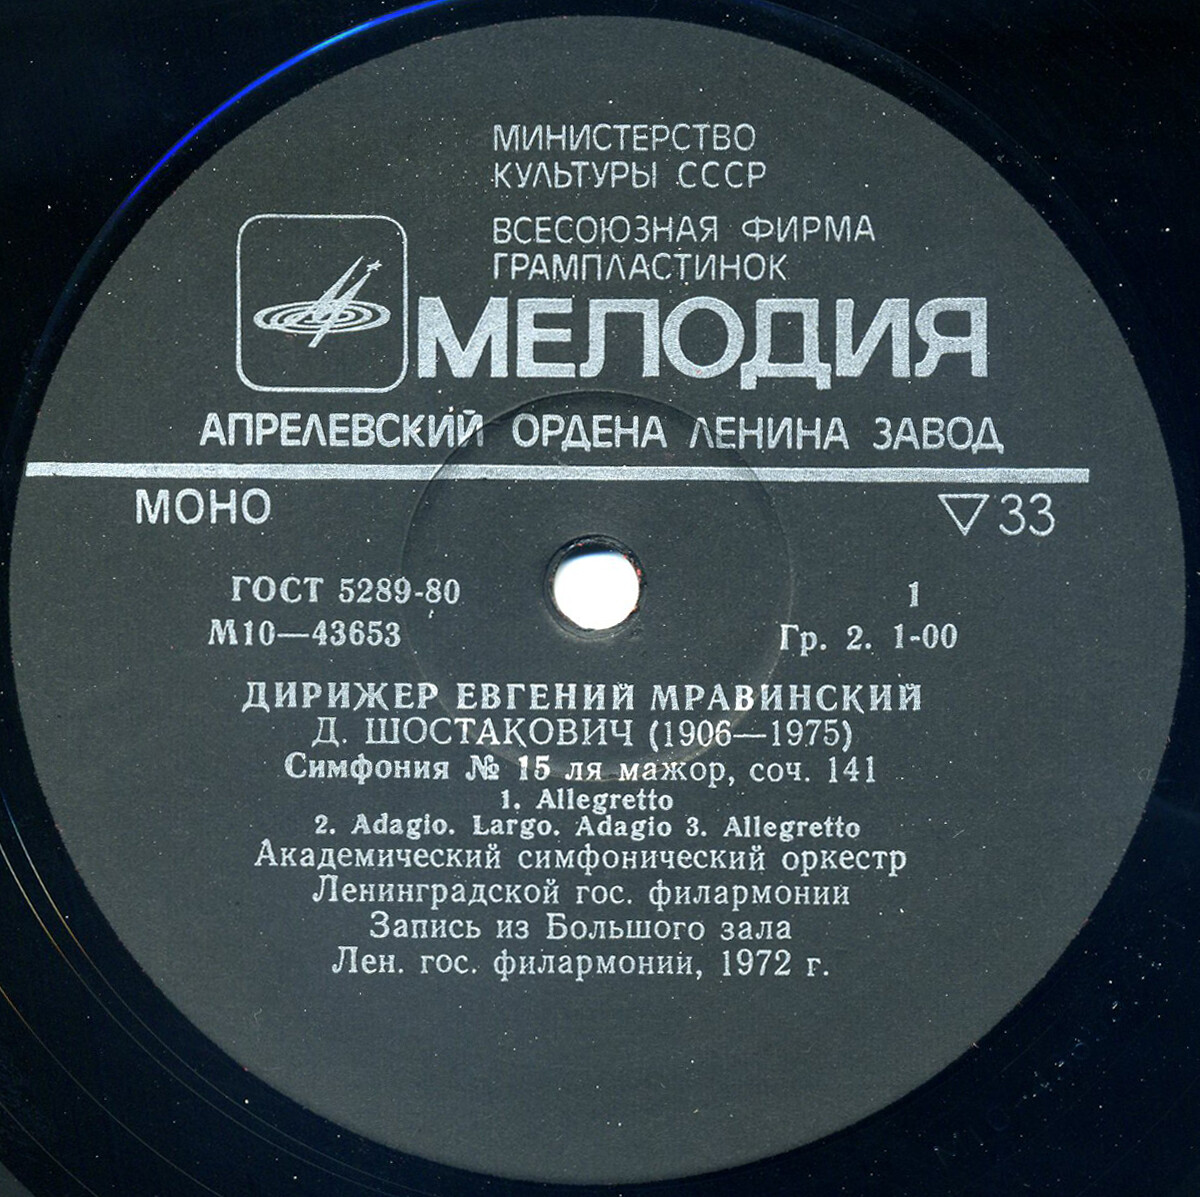 МИНИСТЕРСТВО
КУЛЬТУРЫ СССР
ВСЕСОЮЗНАЯ ФИРМА
ГРАМПЛАСТИНОК
МЕЛОДИЯ
АПРЕЛЕВСКИЙ ОРДЕНА ЛЕНИНА ЗАВОД
МОНО ▽33
ГОСТ 5289-80 1
М10—43653 Гр. 2. 1-00
ДИРИЖЕР ЕВГЕНИЙ МРАВИНСКИЙ
Д. ШОСТАКОВИЧ (1906—1975)
Симфония № 15 ля мажор, соч. 141
1. Allegretto
2. Adagio. Largo. Adagio 3. Allegretto
Академический симфонический оркестр
Ленинградской гос. филармонии
Запись из Большого зала
Лен. гос. филармонии, 1972 г.